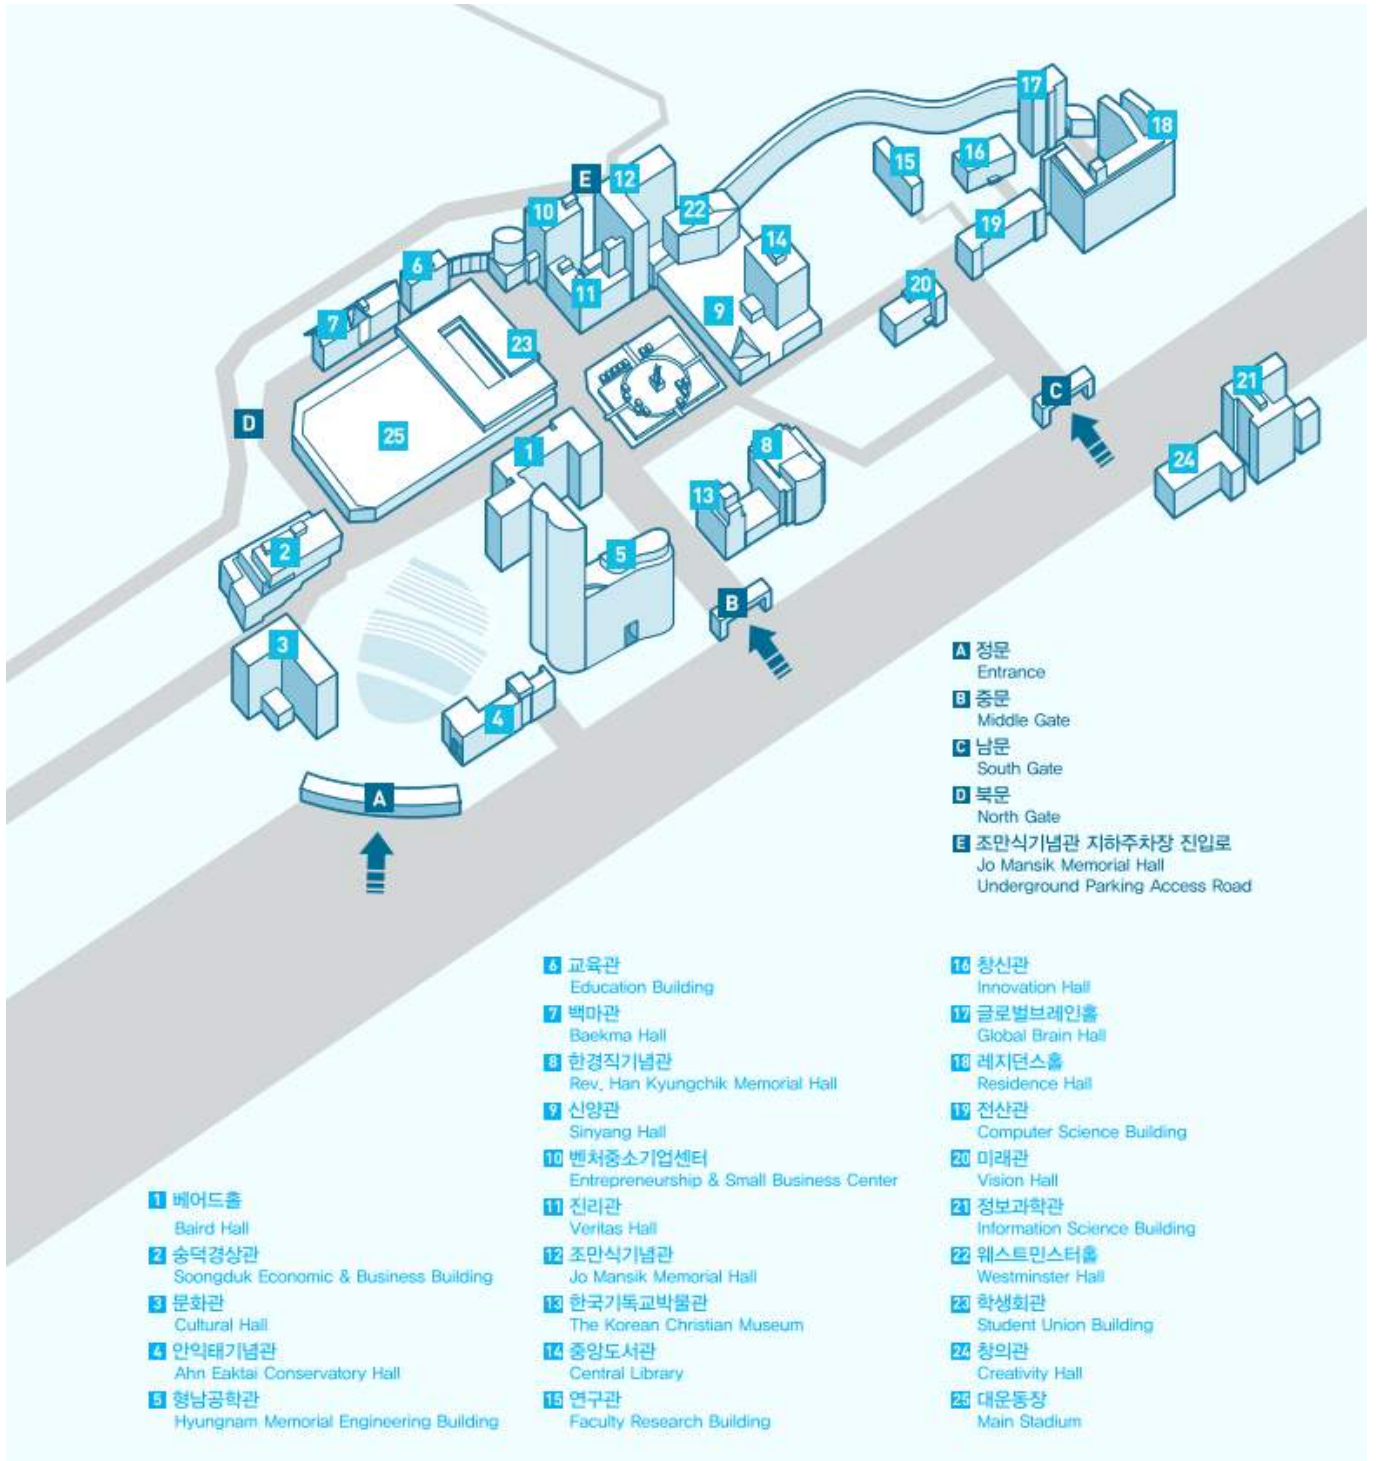 17
18
15
16
E
12
10
22
19
14
6
20
11
9
7
23
C
21
D
25
1
8
24
13
2
5
B
3
4
A
A 정문
Entrance
B 중문
Middle Gate
C 남문
South Gate
D 북문
North Gate
E 조만식기념관 지하주차장 진입로
Jo Mansik Memorial Hall
Underground Parking Access Road
1 베어드홀
Baird Hall
2 숭덕경상관
Soongduk Economic & Business Building
3 문화관
Cultural Hall
4 안익태기념관
Ahn Eaktai Conservatory Hall
5 형남공학관
Hyungnam Memorial Engineering Building
6 교육관
Education Building
7 백마관
Baekma Hall
8 한경직기념관
Rev. Han Kyungchik Memorial Hall
9 신양관
Sinyang Hall
10 벤처중소기업센터
Entrepreneurship & Small Business Center
11 진리관
Veritas Hall
12 조만식기념관
Jo Mansik Memorial Hall
13 한국기독교박물관
The Korean Christian Museum
14 중앙도서관
Central Library
15 연구관
Faculty Research Building
16 창신관
Innovation Hall
17 글로벌브레인홀
Global Brain Hall
18 레지던스홀
Residence Hall
19 전산관
Computer Science Building
20 미래관
Vision Hall
21 정보과학관
Information Science Building
22 웨스트민스터홀
Westminster Hall
23 학생회관
Student Union Building
24 창의관
Creativity Hall
25 대운동장
Main Stadium